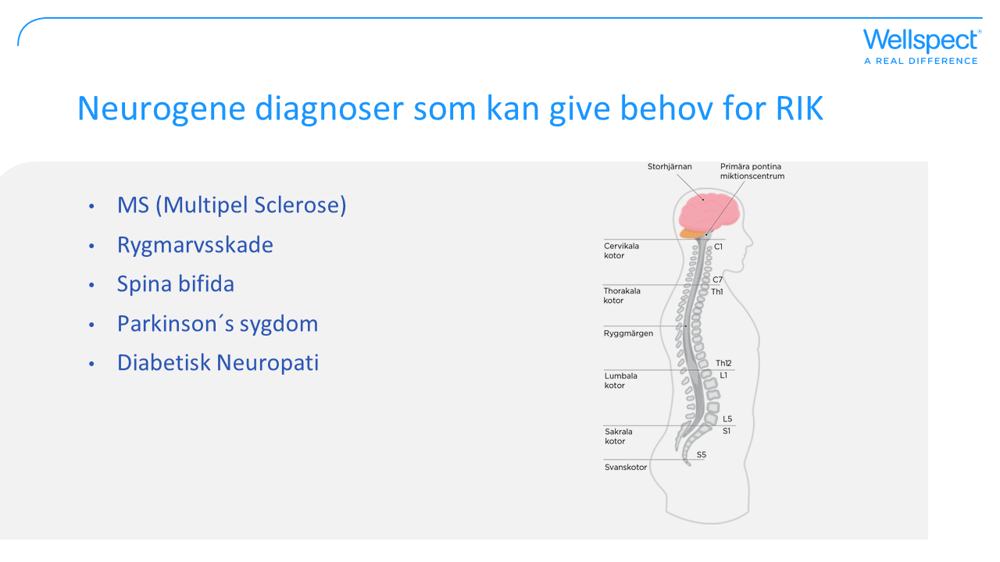 Wellspect®
A REAL DIFFERENCE
Neurogene diagnoser som kan give behov for RIK
• MS (Multipel Sclerose)
• Rygmarvsskade
• Spina bifida
• Parkinson´s sygdom
• Diabetisk Neuropati
Storhjärnan
Primära pontina
miktionscentrum
Cervikala
kotor
C1
C7
Thorakala
kotor
Th1
Ryggmärgen
Th12
Lumbala
kotor
L1
L5
Sakrala
kotor
S1
S5
Svanskotor